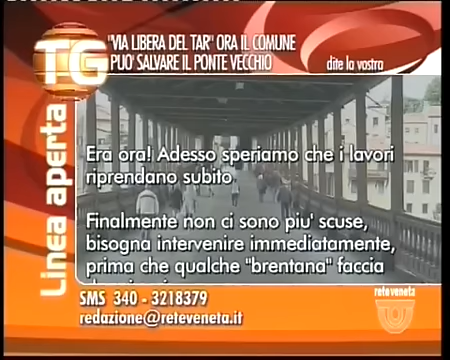 TG
Linea aperta
"VIA LIBERA DEL TAR" ORA IL COMUNE
PUO' SALVARE IL PONTE VECCHIO
dite la vostra
Era ora! Adesso speriamo che i lavori
riprendano subito
Finalmente non ci sono piu' scuse,
bisogna intervenire immediatamente,
prima che qualche "brentana" faccia
SMS 340 - 3218379
redazione@reteveneta.it
reteveneta